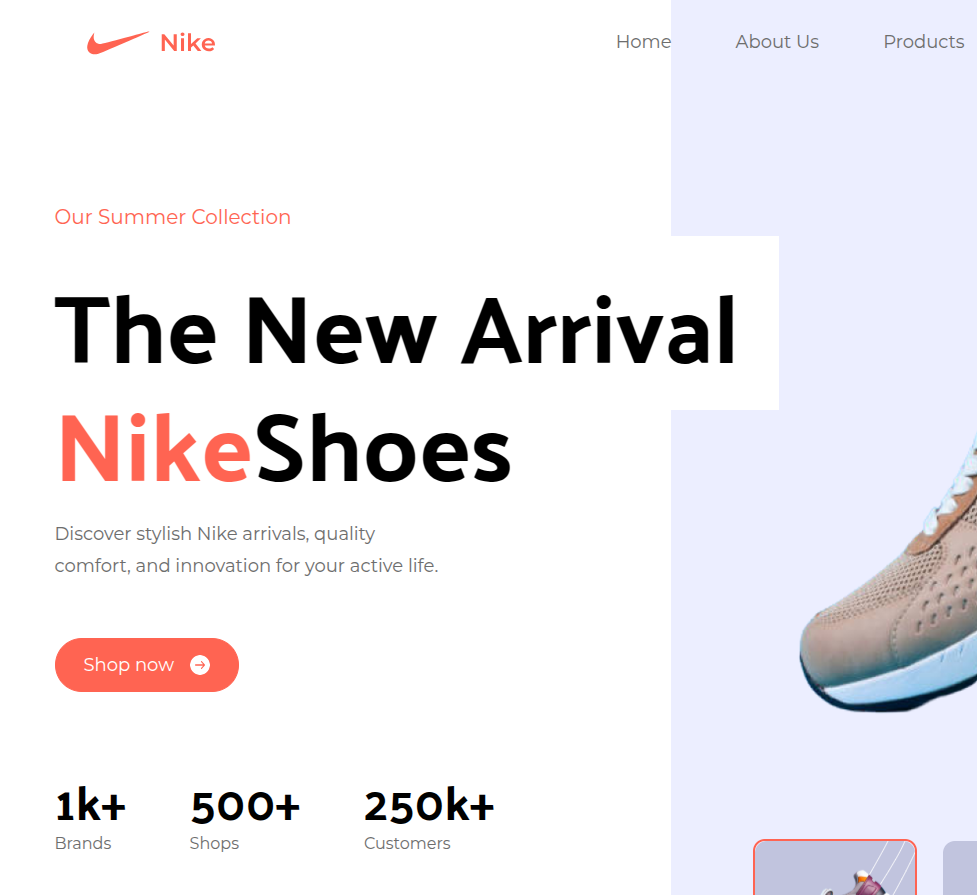 Nike
Home About Us Products
Our Summer Collection
The New Arrival
NikeShoes
Discover stylish Nike arrivals, quality
comfort, and innovation for your active life.
Shop now
1k+ 500+ 250k+
Brands Shops Customers